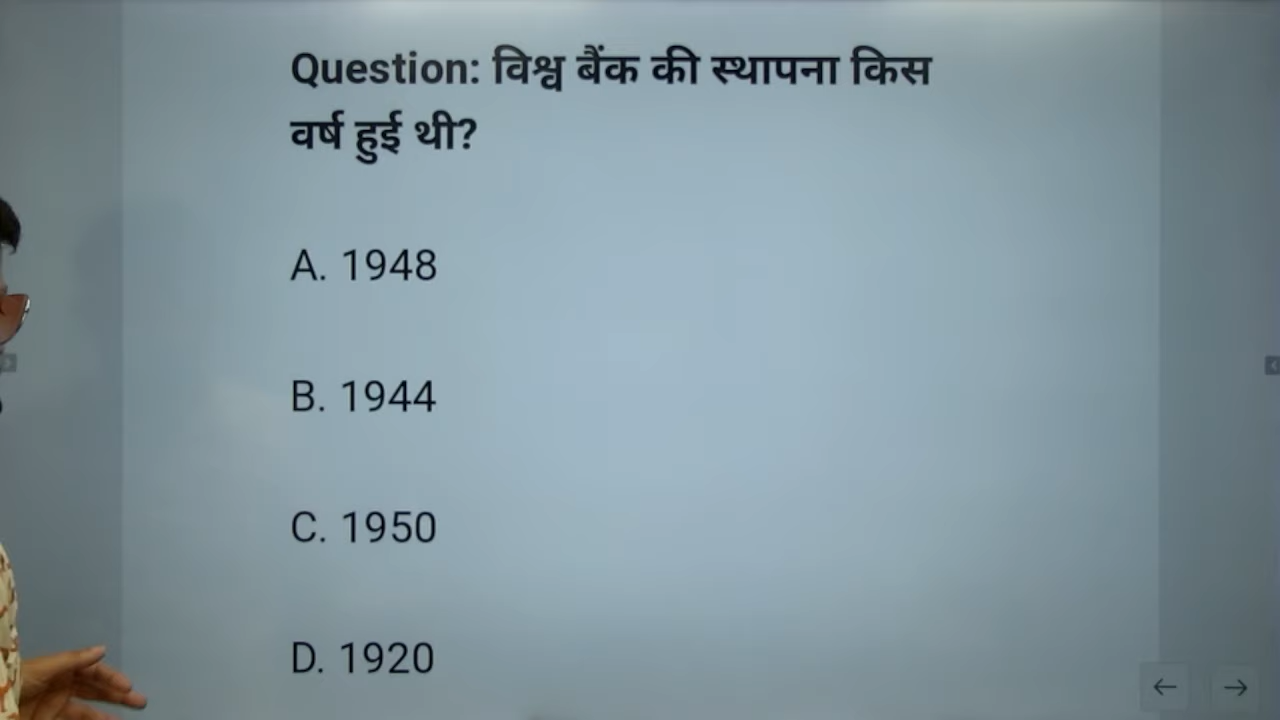 Question: विश्व बैंक की स्थापना किस
वर्ष हुई थी?
A. 1948
B. 1944
C. 1950
D. 1920